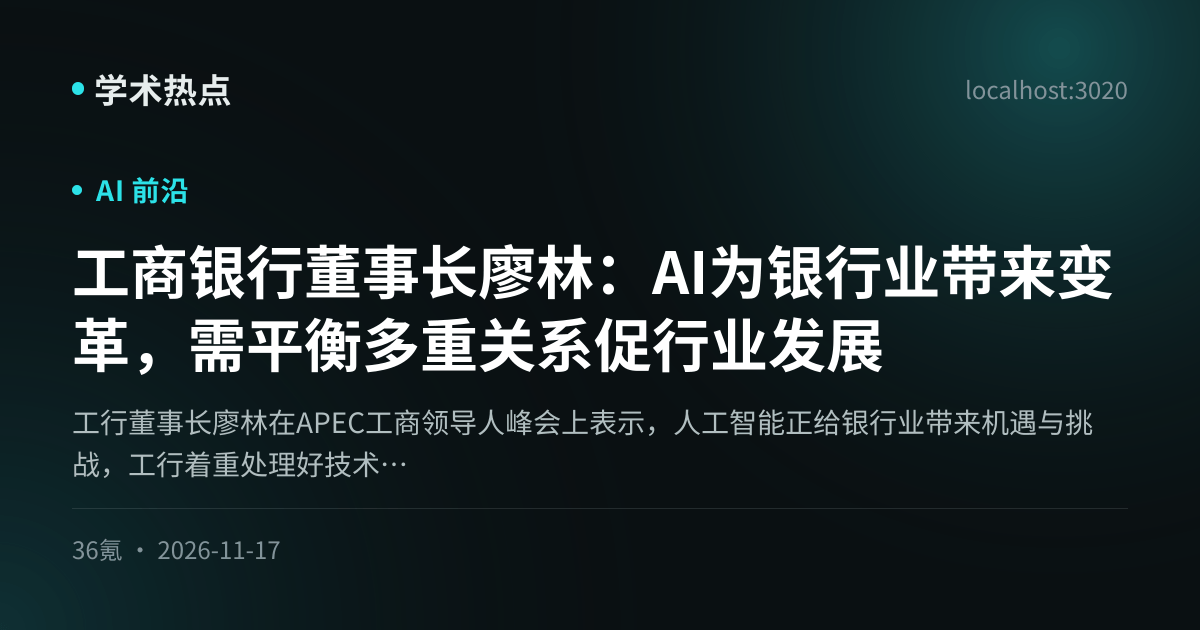 学术热点
localhost:3020
AI 前沿
工商银行董事长廖林：AI为银行业带来变
革，需平衡多重关系促行业发展
工行董事长廖林在APEC工商领导人峰会上表示，人工智能正给银行业带来机遇与挑
战，工行着重处理好技术…
36氪 · 2026-11-17